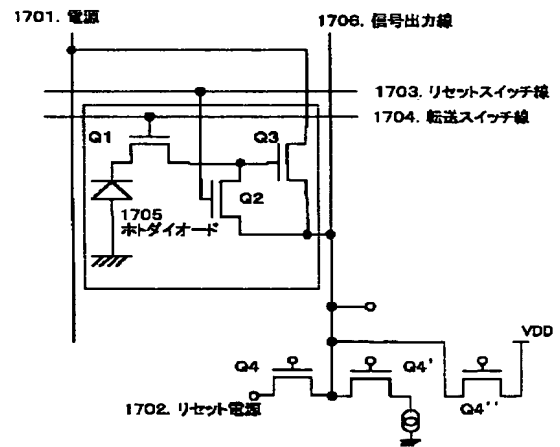 1701. 電源
1706. 信号出力線
1703. リセットスイッチ線
1704. 転送スイッチ線
Q1
Q3
Q2
1705
ホトダイオード
VDD
Q4
Q4'
1702. リセット電源
Q4''